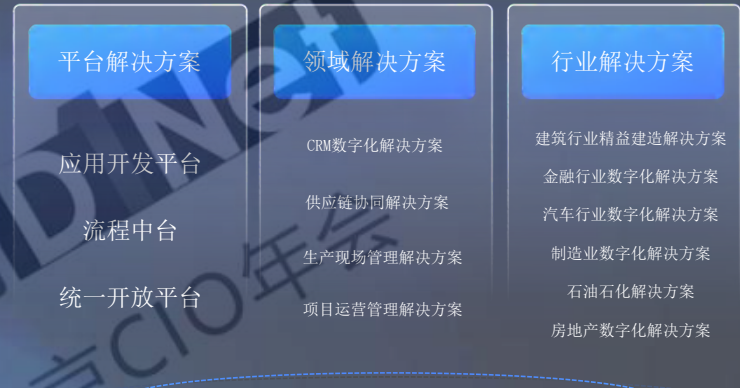 平台解决方案
应用开发平台
流程中台
统一开放平台
领域解决方案
CRM数字化解决方案
供应链协同解决方案
生产现场管理解决方案
项目运营管理解决方案
行业解决方案
建筑行业精益建造解决方案
金融行业数字化解决方案
汽车行业数字化解决方案
制造业数字化解决方案
石油石化解决方案
房地产数字化解决方案
京CIO年会